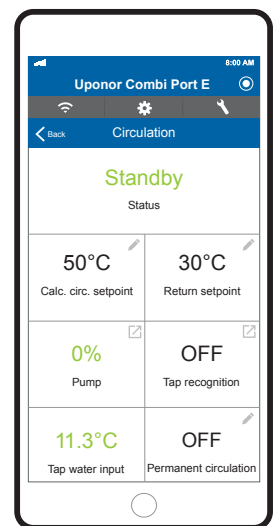 8:00 AM
Uponor Combi Port E
Back Circulation
Standby
Status
50°C 30°C
Calc. circ. setpoint Return setpoint
0% OFF
Pump Tap recognition
11.3°C OFF
Tap water input Permanent circulation